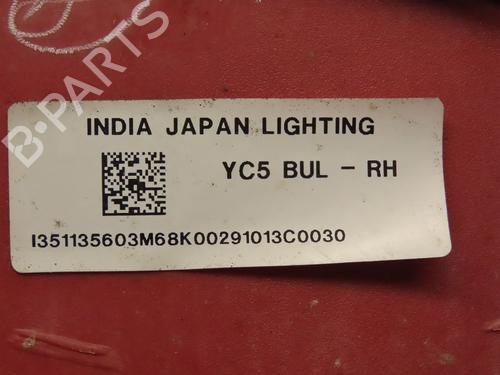 B-PARTS
INDIA JAPAN LIGHTING
YC5 BUL - RH
I351135603M68K00291013C0030